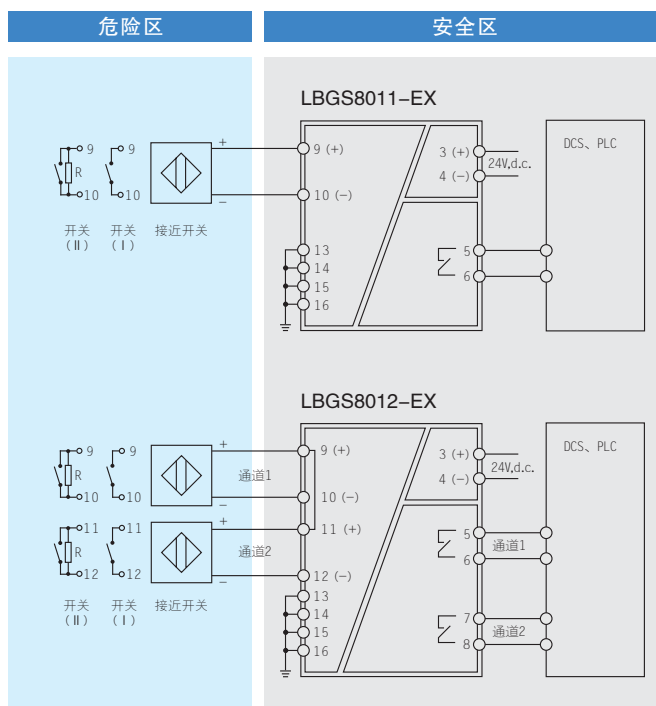 危险区
安全区
LBGS8011-EX
9 9 + 9 (+) 3 (+) 24V,d.c. DCS、PLC
R 4 (-)
10 10 - 10 (-)
开关 开关 接近开关
(Ⅱ) (Ⅰ)
13 5
14
15 6
16
LBGS8012-EX
9 9 + 9 (+) 3 (+) 24V,d.c. DCS、PLC
R 通道1 4 (-)
10 10 - 10 (-)
11 11 + 11 (+) 5
R 通道2 通道1
12 12 - 12 (-) 6
开关 开关 接近开关
(Ⅱ) (Ⅰ)
13
14 7
15 通道2
16 8